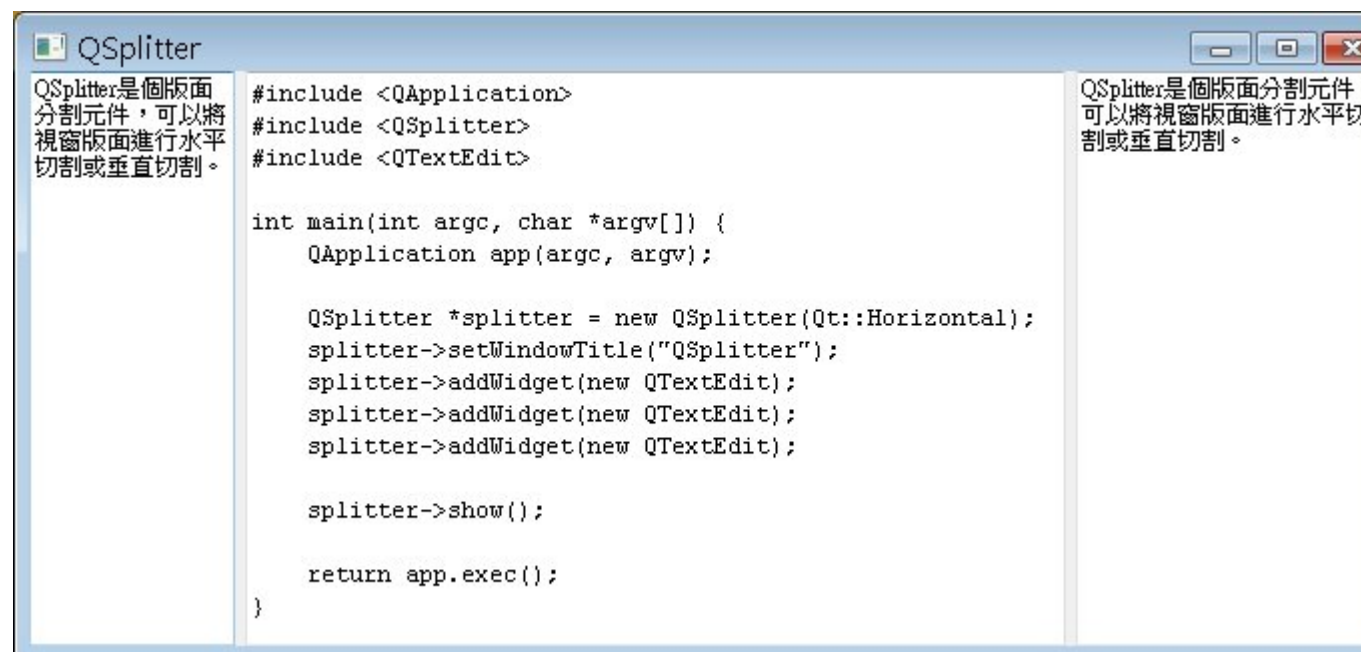 QSplitter
QSplitter是個版面
分割元件，可以將
視窗版面進行水平
切割或垂直切割。
#include <QApplication>
#include <QSplitter>
#include <QTextEdit>
int main(int argc, char *argv[]) {
    QApplication app(argc, argv);
    QSplitter *splitter = new QSplitter(Qt::Horizontal);
    splitter->setWindowTitle("QSplitter");
    splitter->addWidget(new QTextEdit);
    splitter->addWidget(new QTextEdit);
    splitter->addWidget(new QTextEdit);
    splitter->show();
    return app.exec();
}
QSplitter是個版面分割元件
可以將視窗版面進行水平切
割或垂直切割。